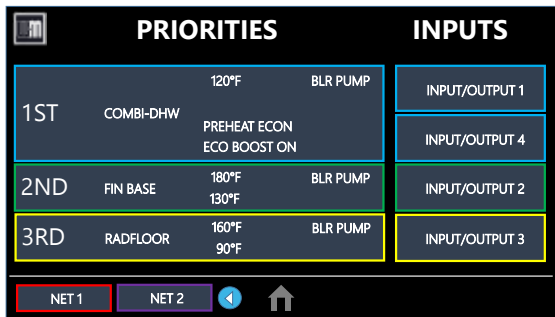 PRIORITIES INPUTS
1ST COMBI-DHW 120°F BLR PUMP
PREHEAT ECON
ECO BOOST ON
INPUT/OUTPUT 1
INPUT/OUTPUT 4
2ND FIN BASE 180°F BLR PUMP
130°F
INPUT/OUTPUT 2
3RD RADFLOOR 160°F BLR PUMP
90°F
INPUT/OUTPUT 3
NET 1 NET 2